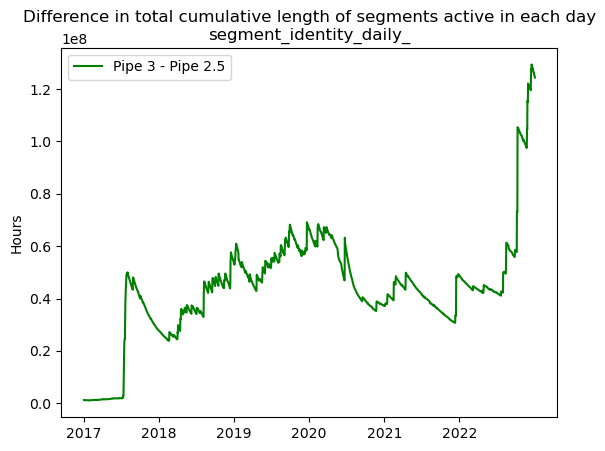 Difference in total cumulative length of segments active in each day
segment_identity_daily_
1e8
Pipe 3 - Pipe 2.5
1.2
1.0
0.8
0.6
0.4
0.2
0.0
Hours
2017 2018 2019 2020 2021 2022